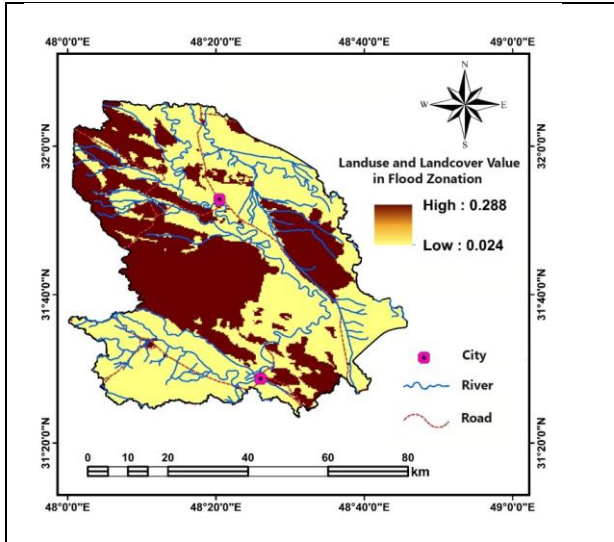 48°0'0"E 48°20'0"E 48°40'0"E 49°0'0"E
N
W E
S
32°0'0"N 32°0'0"N
Landuse and Landcover Value
in Flood Zonation
High : 0.288
Low : 0.024
31°40'0"N 31°40'0"N
City
River
Road
31°20'0"N 31°20'0"N
0 10 20 40 60 80
km
48°0'0"E 48°20'0"E 48°40'0"E 49°0'0"E